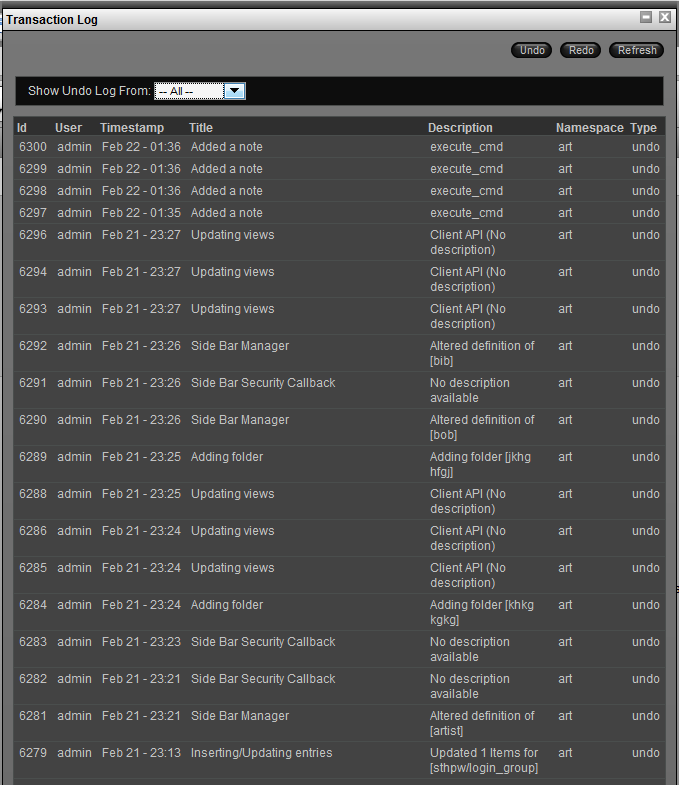 Transaction Log
Undo Redo Refresh
Show Undo Log From: -- All --
Id User Timestamp Title Description Namespace Type
6300 admin Feb 22 - 01:36 Added a note execute_cmd art undo
6299 admin Feb 22 - 01:36 Added a note execute_cmd art undo
6298 admin Feb 22 - 01:36 Added a note execute_cmd art undo
6297 admin Feb 22 - 01:35 Added a note execute_cmd art undo
6296 admin Feb 21 - 23:27 Updating views Client API (No art undo
description)
6294 admin Feb 21 - 23:27 Updating views Client API (No art undo
description)
6293 admin Feb 21 - 23:27 Updating views Client API (No art undo
description)
6292 admin Feb 21 - 23:26 Side Bar Manager Altered definition of art undo
[bib]
6291 admin Feb 21 - 23:26 Side Bar Security Callback No description art undo
available
6290 admin Feb 21 - 23:26 Side Bar Manager Altered definition of art undo
[bob]
6289 admin Feb 21 - 23:25 Adding folder Adding folder [jkhg art undo
hfgj]
6288 admin Feb 21 - 23:25 Updating views Client API (No art undo
description)
6286 admin Feb 21 - 23:24 Updating views Client API (No art undo
description)
6285 admin Feb 21 - 23:24 Updating views Client API (No art undo
description)
6284 admin Feb 21 - 23:24 Adding folder Adding folder [khkg art undo
kgkg]
6283 admin Feb 21 - 23:23 Side Bar Security Callback No description art undo
available
6282 admin Feb 21 - 23:21 Side Bar Security Callback No description art undo
available
6281 admin Feb 21 - 23:21 Side Bar Manager Altered definition of art undo
[artist]
6279 admin Feb 21 - 23:13 Inserting/Updating entries Updated 1 Items for art undo
[sthpw/login_group]